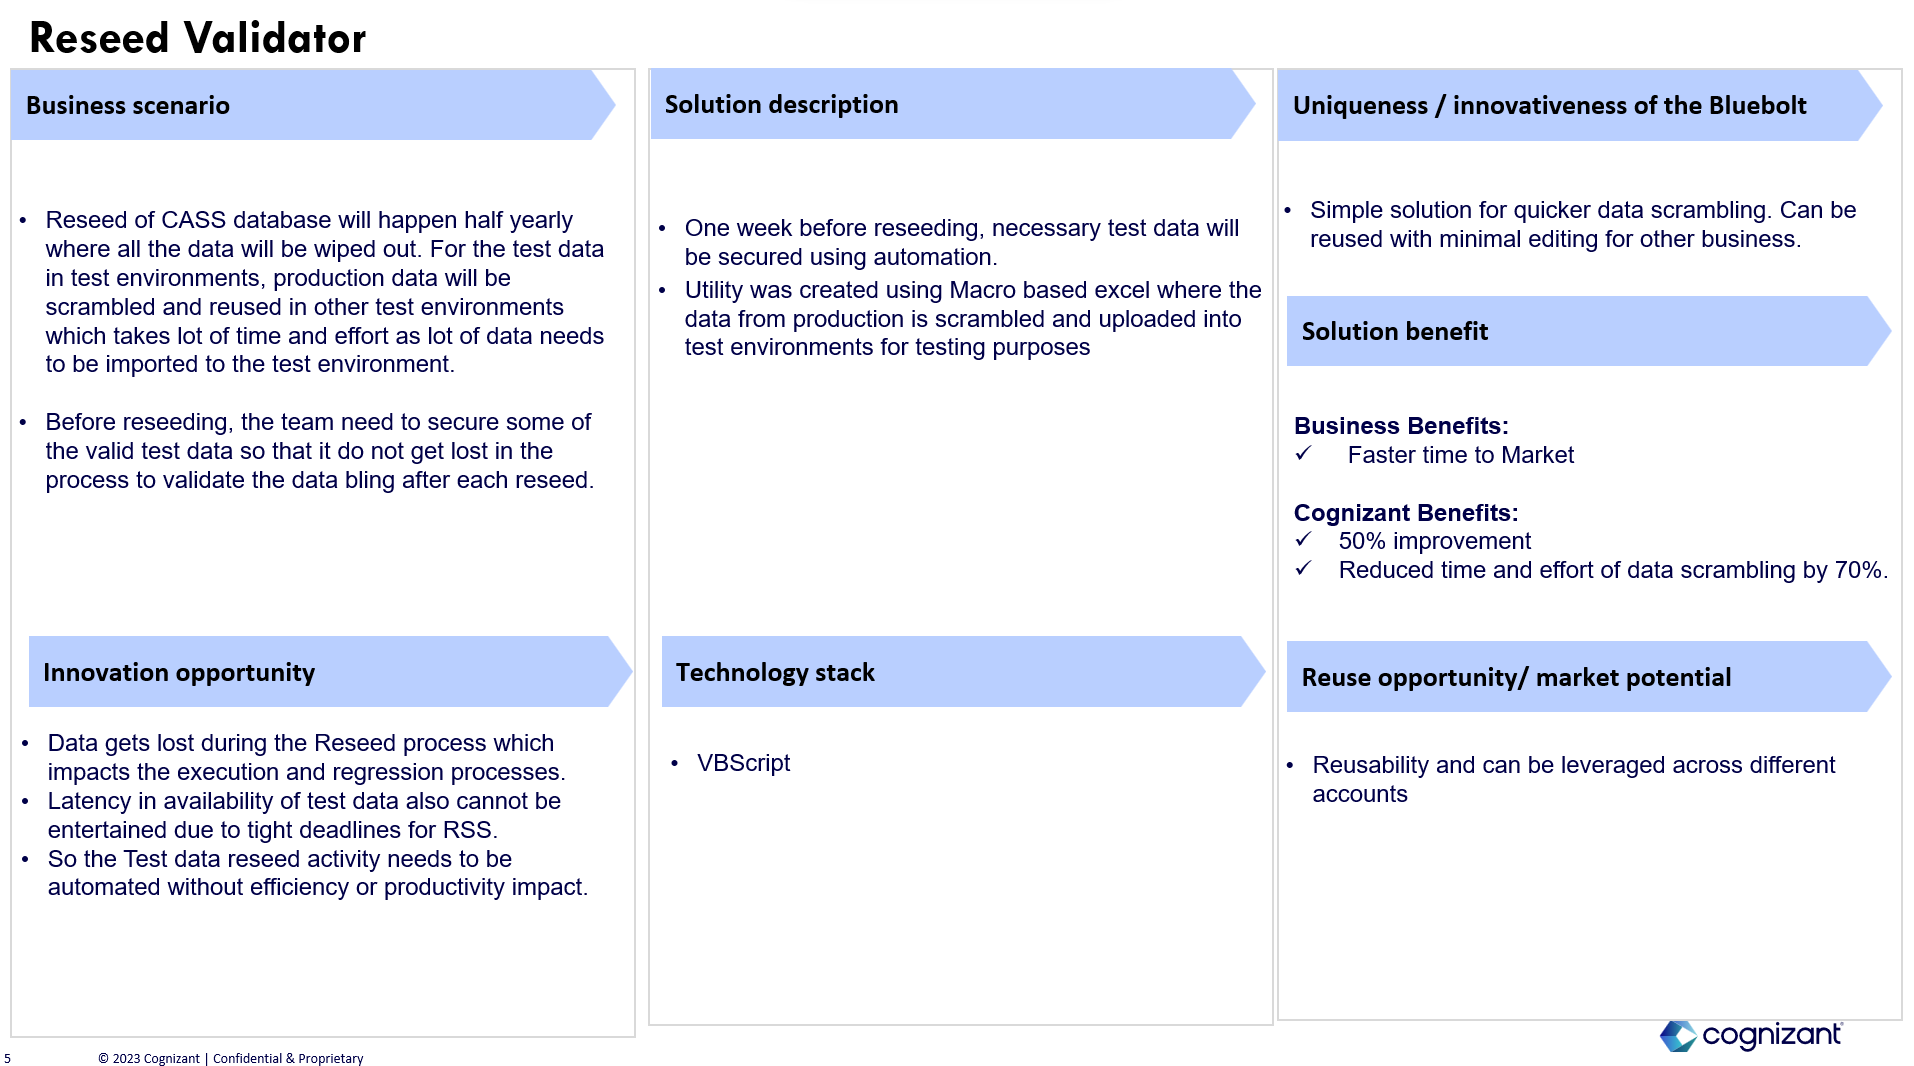 Reseed Validator
Business scenario
• Reseed of CASS database will happen half yearly
where all the data will be wiped out. For the test data
in test environments, production data will be
scrambled and reused in other test environments
which takes lot of time and effort as lot of data needs
to be imported to the test environment.
• Before reseeding, the team need to secure some of
the valid test data so that it do not get lost in the
process to validate the data bling after each reseed.
Innovation opportunity
• Data gets lost during the Reseed process which
impacts the execution and regression processes.
• Latency in availability of test data also cannot be
entertained due to tight deadlines for RSS.
• So the Test data reseed activity needs to be
automated without efficiency or productivity impact.
Solution description
• One week before reseeding, necessary test data will
be secured using automation.
• Utility was created using Macro based excel where the
data from production is scrambled and uploaded into
test environments for testing purposes
Technology stack
• VBScript
Uniqueness / innovativeness of the Bluebolt
• Simple solution for quicker data scrambling. Can be
reused with minimal editing for other business.
Solution benefit
Business Benefits:
✓ Faster time to Market
Cognizant Benefits:
✓ 50% improvement
✓ Reduced time and effort of data scrambling by 70%.
Reuse opportunity/ market potential
• Reusability and can be leveraged across different
accounts
5 © 2023 Cognizant | Confidential & Proprietary
cognizant